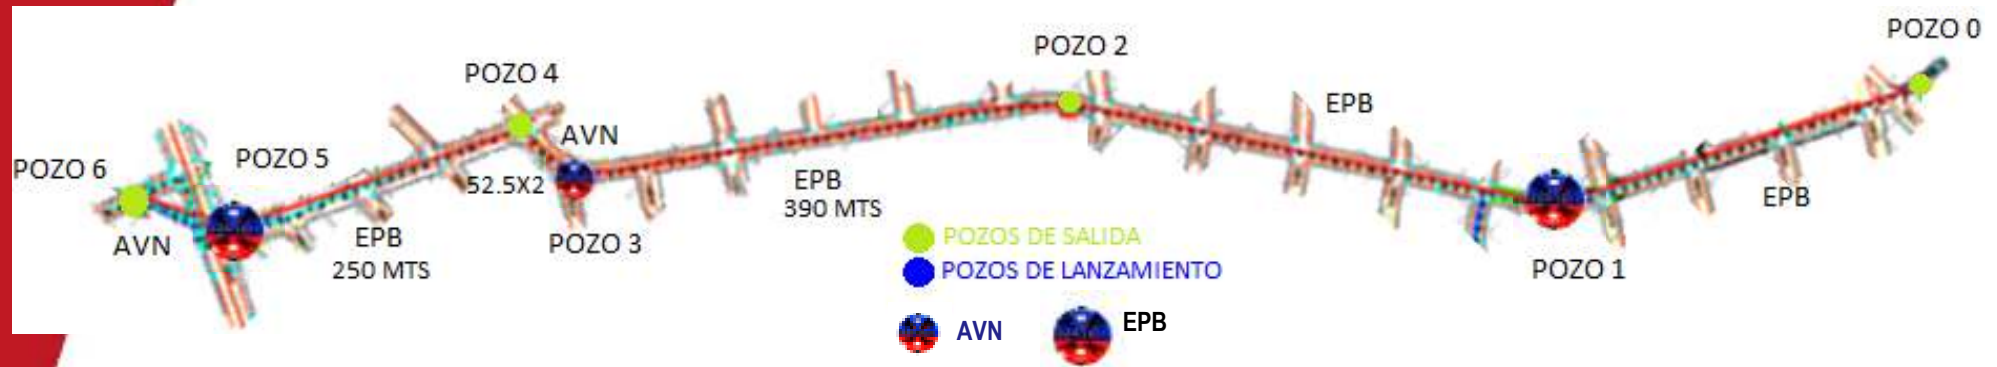 POZO 0
POZO 2
POZO 4
EPB
AVN
POZO 5
POZO 6
52.5X2
EPB
390 MTS
EPB
AVN
EPB
250 MTS
POZO 3
POZO 1
POZOS DE SALIDA
POZOS DE LANZAMIENTO
AVN
EPB